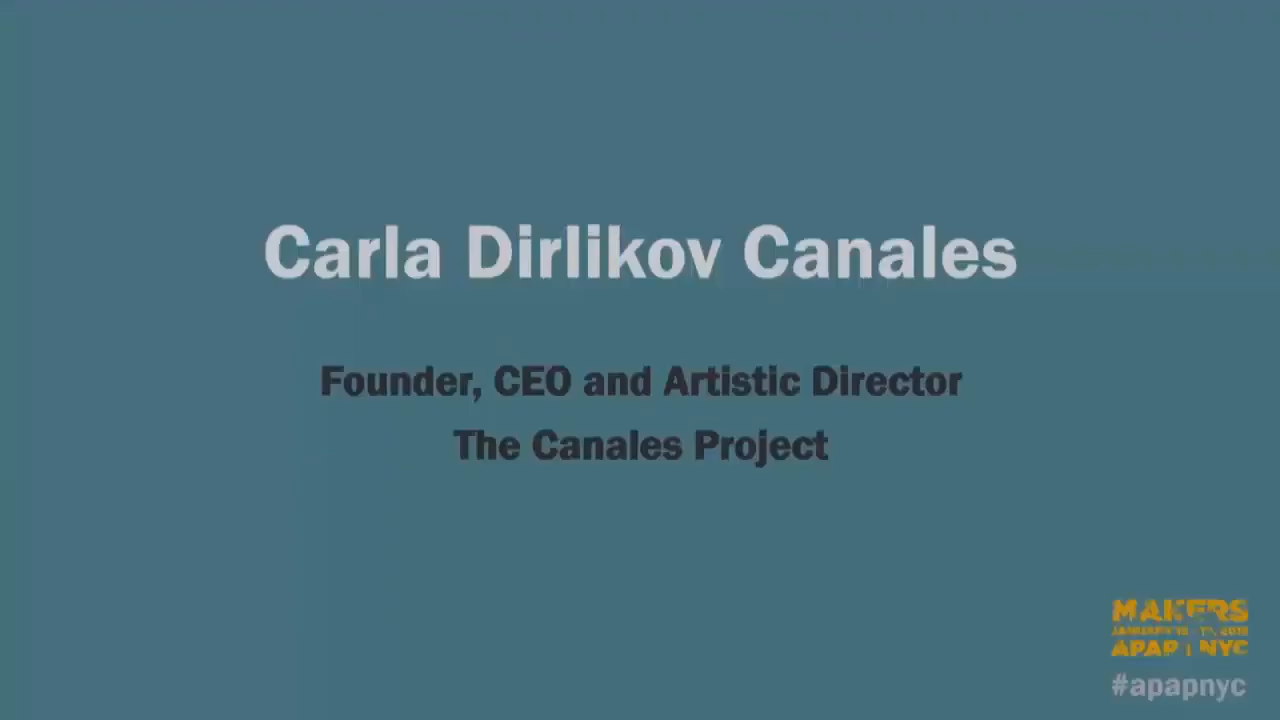 Carla Dirlikov Canales
Founder, CEO and Artistic Director
The Canales Project
MAKERS
APAP | NYC
#apapnyc